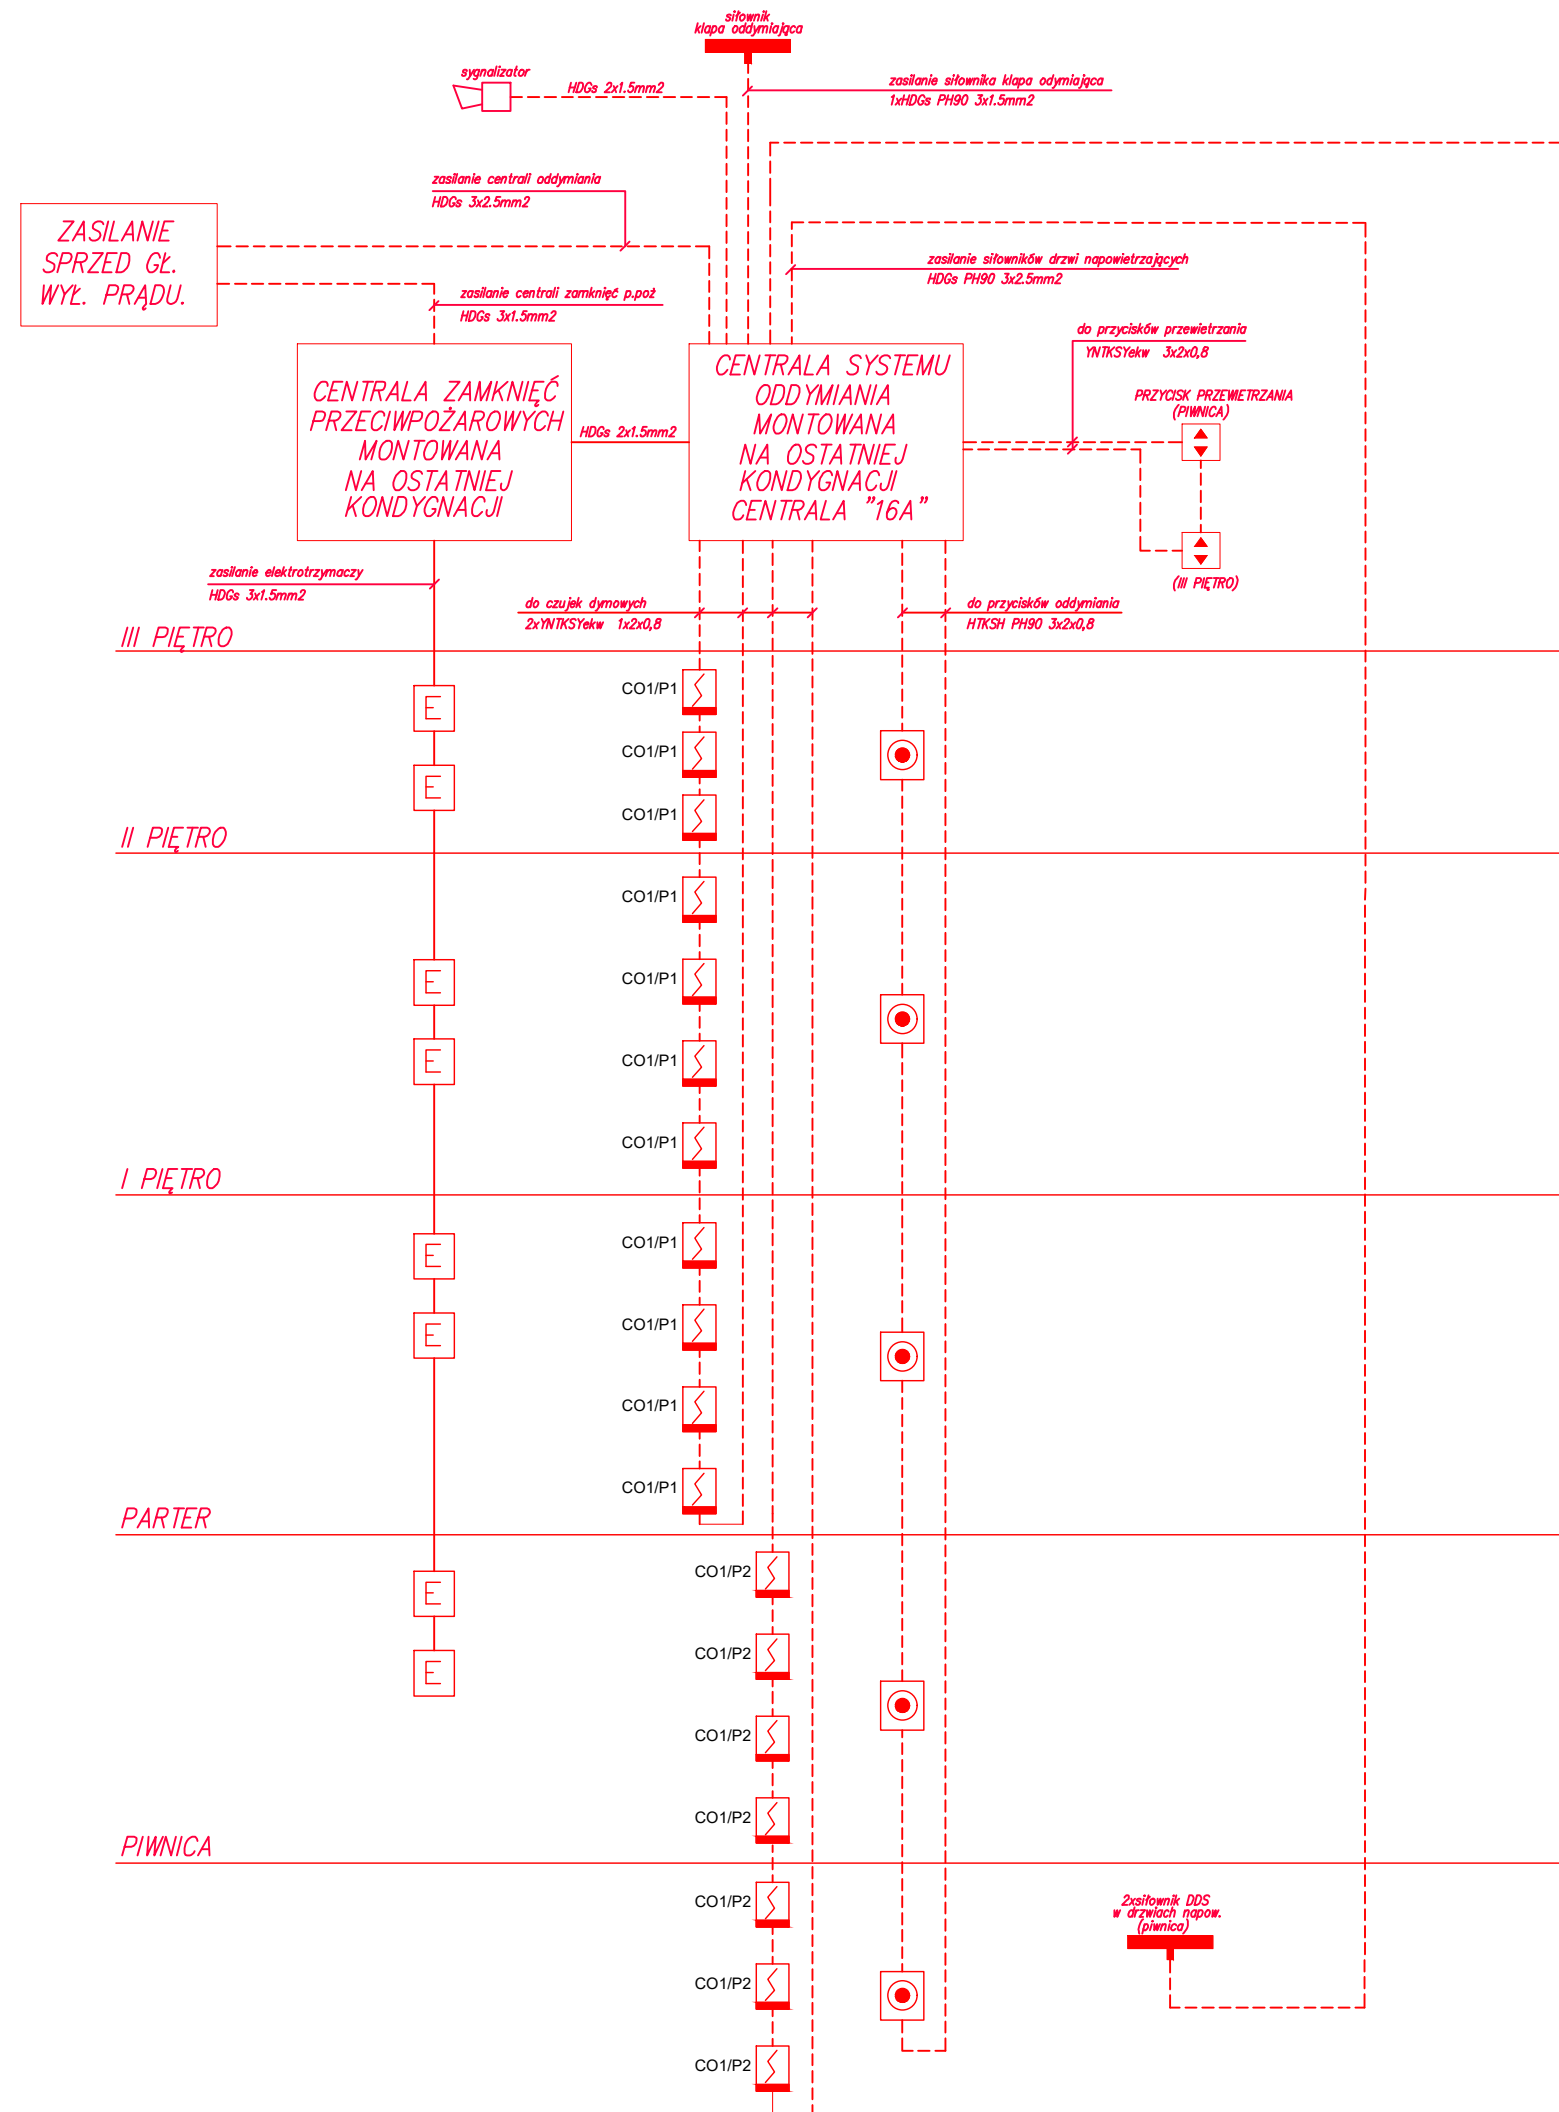 siłownik
klapa oddymiająca
sygnalizator
HDGs 2x1.5mm2
zasilanie siłownika klapa odymiająca
1xHDGs PH90 3x1.5mm2
zasilanie centrali oddymiania
HDGs 3x2.5mm2
ZASILANIE
SPRZED GŁ.
WYŁ. PRĄDU.
zasilanie siłowników drzwi napowietrzających
HDGs PH90 3x2.5mm2
zasilanie centrali zamknięć p.poż
HDGs 3x1.5mm2
do przycisków przewietrzania
YNTKSYekw 3x2x0,8
CENTRALA ZAMKNIĘĆ
PRZECIWPOŻAROWYCH
MONTOWANA
NA OSTATNIEJ
KONDYGNACJI
HDGs 2x1.5mm2
CENTRALA SYSTEMU
ODDYMIANIA
MONTOWANA
NA OSTATNIEJ
KONDYGNACJI
CENTRALA "16A"
PRZYCISK PRZEWIETRZANIA
(PIWNICA)
(III PIĘTRO)
zasilanie elektrotrzymaczy
HDGs 3x1.5mm2
do czujek dymowych
2xYNTKSYekw 1x2x0,8
do przycisków oddymiania
HTKSH PH90 3x2x0,8
III PIĘTRO
CO1/P1
E
CO1/P1
E
CO1/P1
II PIĘTRO
CO1/P1
CO1/P1
E
CO1/P1
E
CO1/P1
I PIĘTRO
CO1/P1
E
CO1/P1
E
CO1/P1
CO1/P1
PARTER
CO1/P2
E
CO1/P2
E
CO1/P2
CO1/P2
PIWNICA
CO1/P2
2xsiłownik DDS
w drzwiach napow.
(piwnica)
CO1/P2
CO1/P2